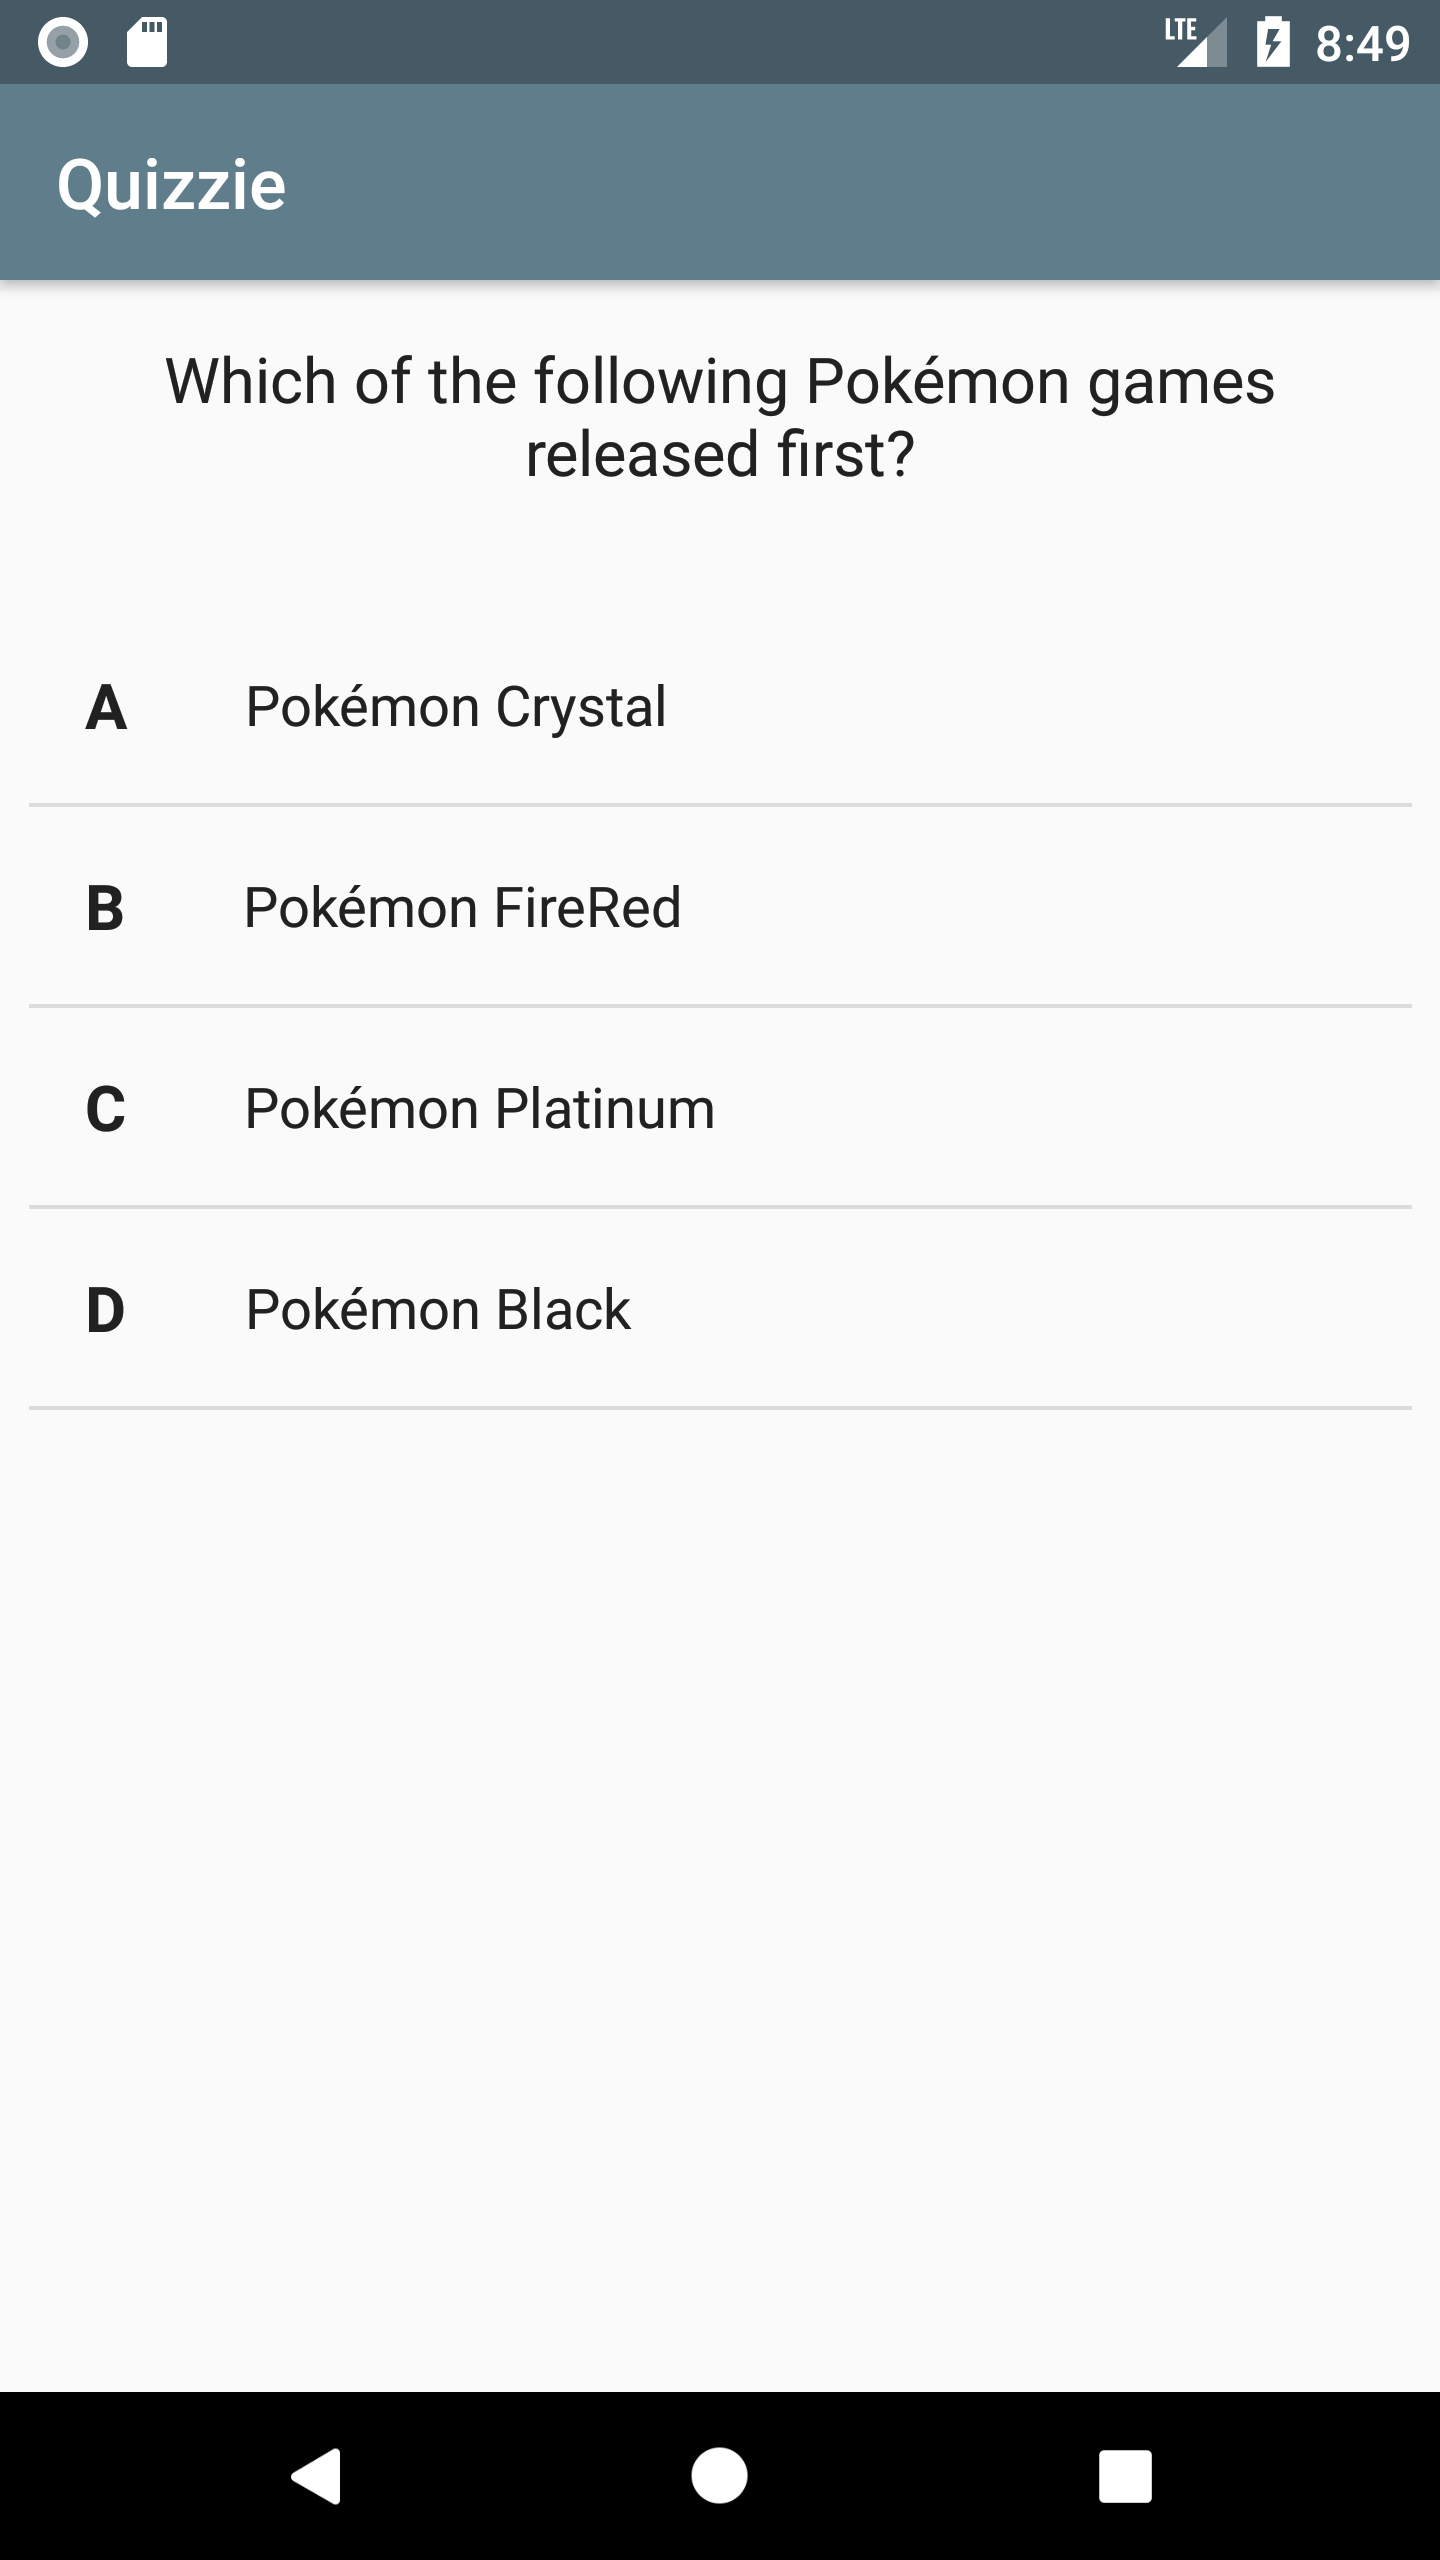 LTE 8:49
Quizzie
Which of the following Pokémon games
released first?
A Pokémon Crystal
B Pokémon FireRed
C Pokémon Platinum
D Pokémon Black